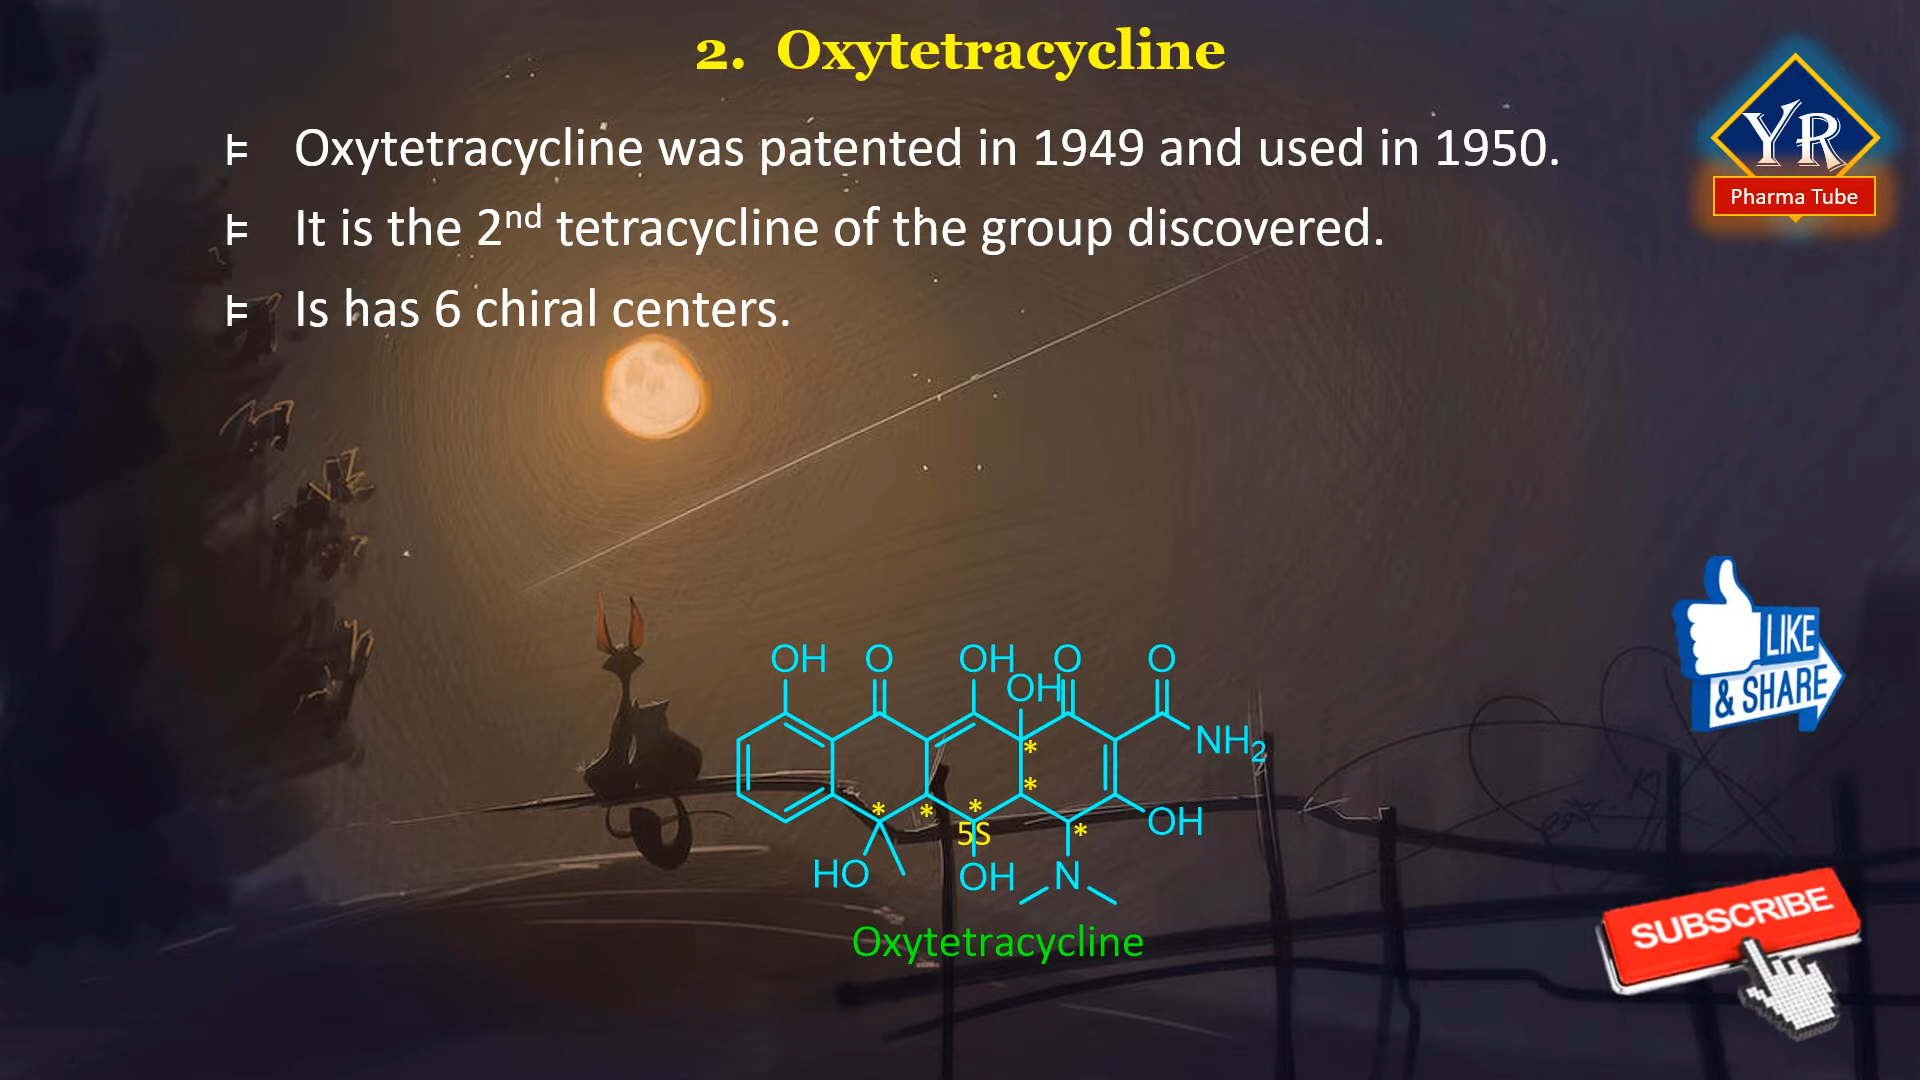 2. Oxytetracycline
Oxytetracycline was patented in 1949 and used in 1950.
It is the 2nd tetracycline of the group discovered.
Is has 6 chiral centers.
YR
Pharma Tube
LIKE
& SHARE
OH O OH O O
OH
NH2
* * * * * *
5S
OH
HO OH N
Oxytetracycline
SUBSCRIBE